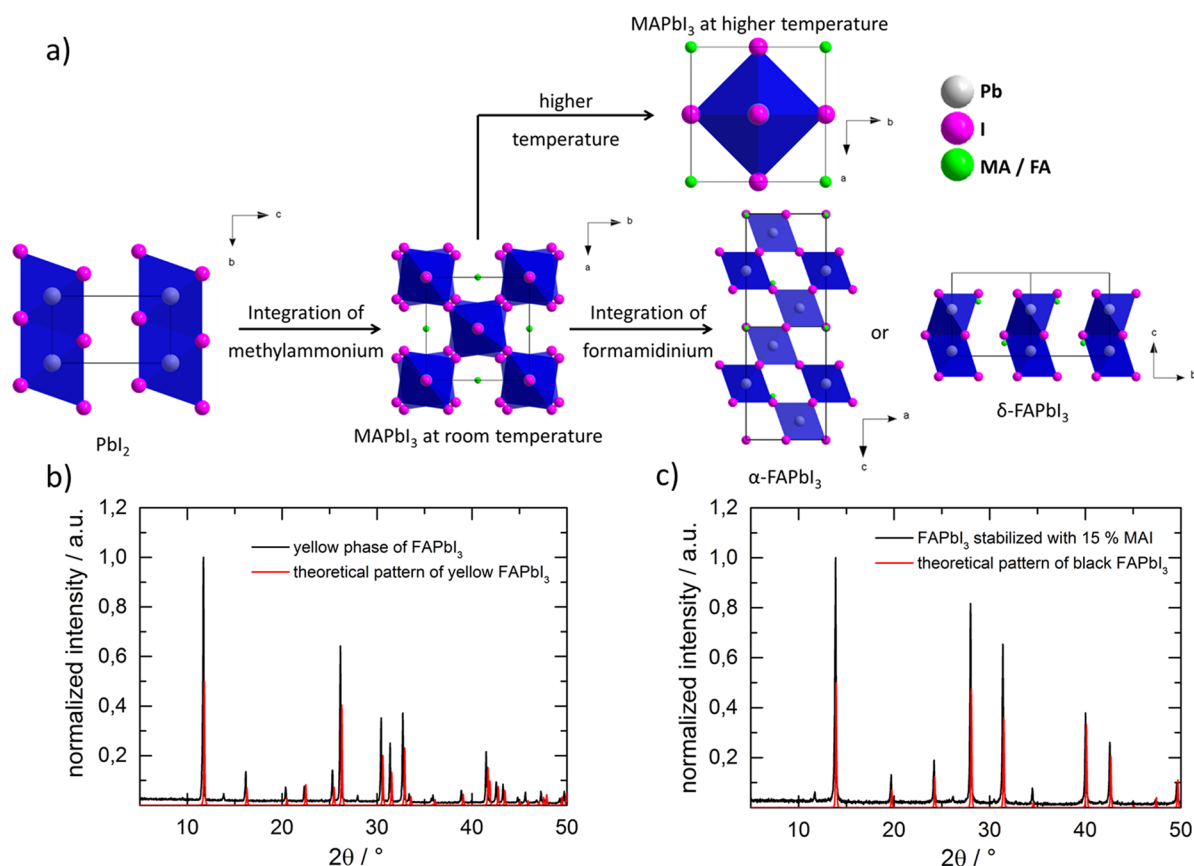 a)
MAPbI₃ at higher temperature
higher
temperature
b
a
Pb
I
MA / FA
c
b
Integration of
methylammonium
b
a
Integration of
formamidinium
or
c
b
PbI₂
MAPbI₃ at room temperature
a
c
α-FAPbI₃
δ-FAPbI₃
b)
1,2
1,0
0,8
0,6
0,4
0,2
normalized intensity / a.u.
yellow phase of FAPbI₃
theoretical pattern of yellow FAPbI₃
10 20 30 40 50
2θ / °
c)
1,2
1,0
0,8
0,6
0,4
0,2
normalized intensity / a.u.
FAPbI₃ stabilized with 15 % MAI
theoretical pattern of black FAPbI₃
10 20 30 40 50
2θ / °